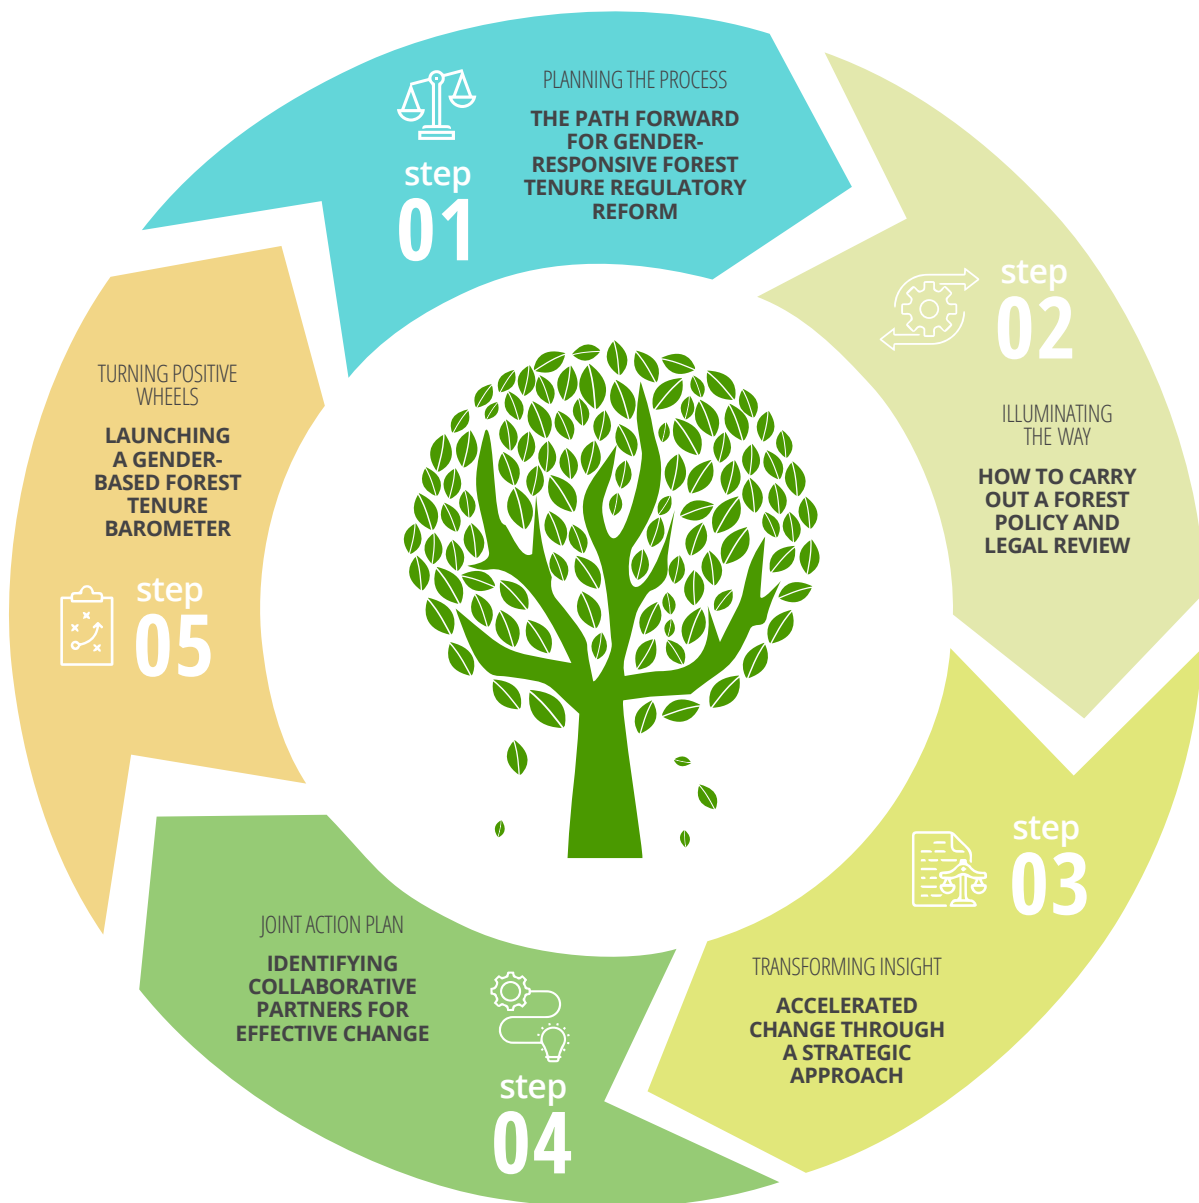 PLANNING THE PROCESS
THE PATH FORWARD
FOR GENDER-
RESPONSIVE FOREST
TENURE REGULATORY
REFORM
step
01
step
02
ILLUMINATING
THE WAY
HOW TO CARRY
OUT A FOREST
POLICY AND
LEGAL REVIEW
step
03
TRANSFORMING INSIGHT
ACCELERATED
CHANGE THROUGH
A STRATEGIC
APPROACH
JOINT ACTION PLAN
IDENTIFYING
COLLABORATIVE
PARTNERS FOR
EFFECTIVE CHANGE
step
04
TURNING POSITIVE
WHEELS
LAUNCHING
A GENDER-
BASED FOREST
TENURE
BAROMETER
step
05